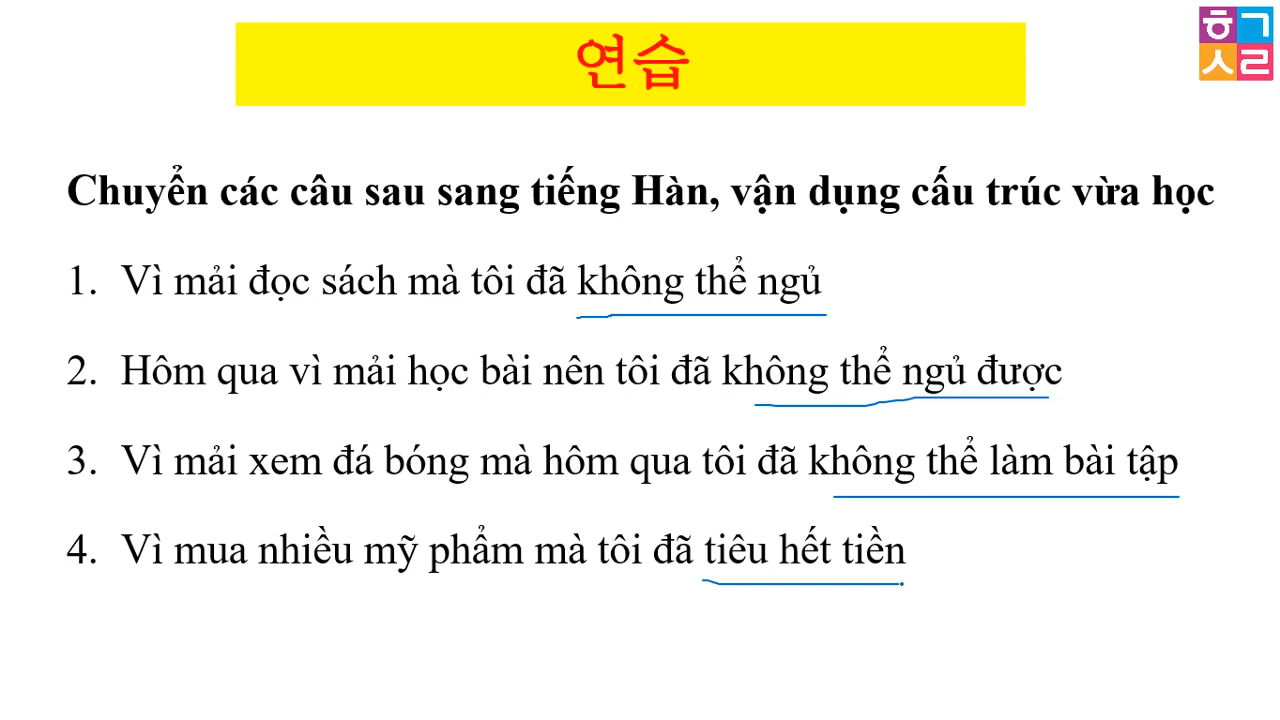 연습
ㅎㄱ
ㅅㄹ
Chuyển các câu sau sang tiếng Hàn, vận dụng cấu trúc vừa học
1. Vì mải đọc sách mà tôi đã không thể ngủ
2. Hôm qua vì mải học bài nên tôi đã không thể ngủ được
3. Vì mải xem đá bóng mà hôm qua tôi đã không thể làm bài tập
4. Vì mua nhiều mỹ phẩm mà tôi đã tiêu hết tiền